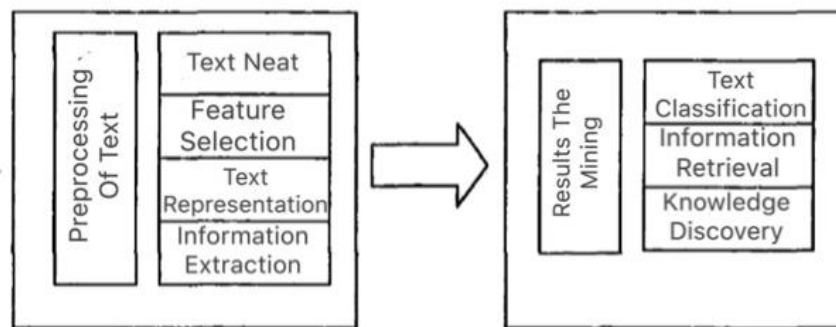 Preprocessing
Of Text
Text Neat
Feature
Selection
Text
Representation
Information
Extraction
Results The
Mining
Text
Classification
Information
Retrieval
Knowledge
Discovery